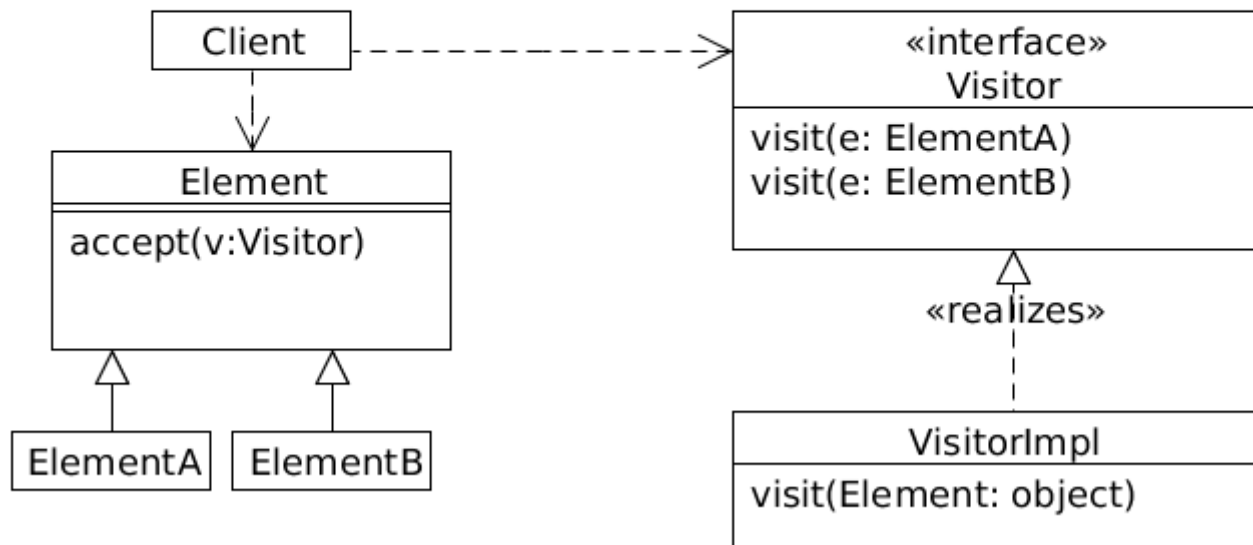 Client
«interface»
Visitor
visit(e: ElementA)
visit(e: ElementB)
Element
accept(v:Visitor)
«realizes»
ElementA
ElementB
VisitorImpl
visit(Element: object)